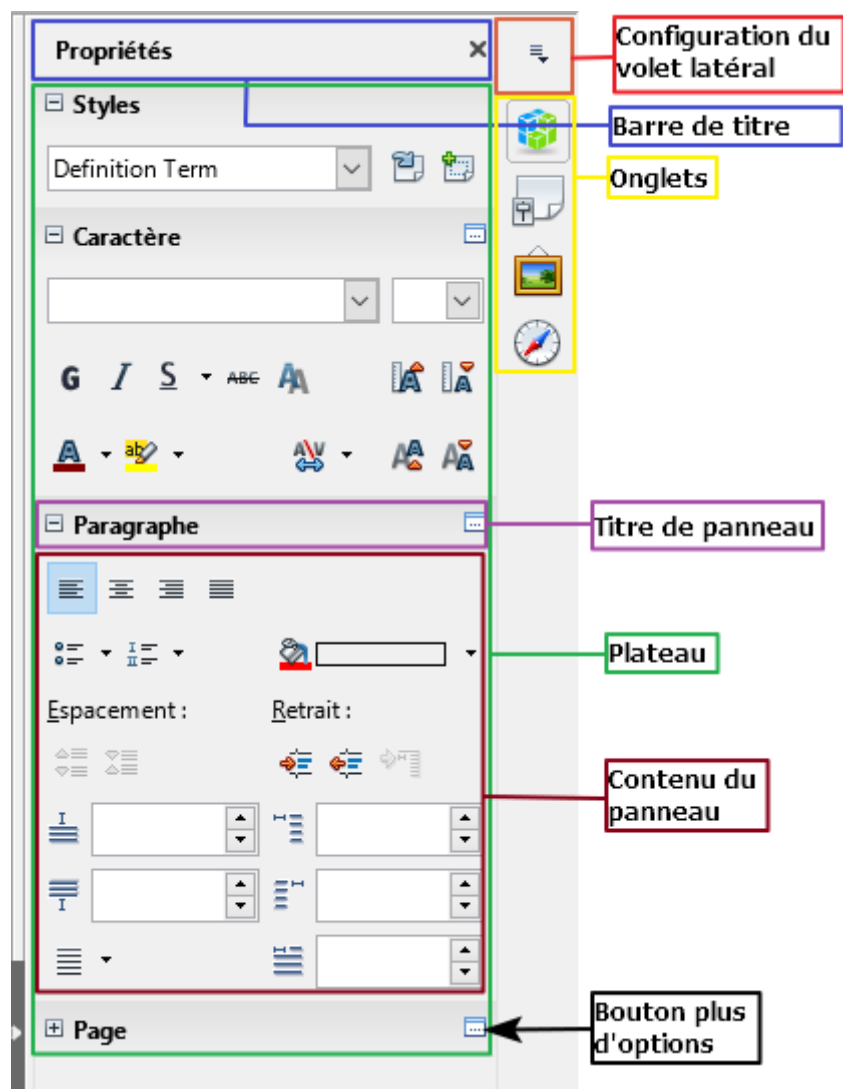 Propriétés
Configuration du
volet latéral
Styles
Barre de titre
Definition Term
Onglets
Caractère
G I S ABC A
A ab A\V
Paragraphe
Titre de panneau
Plateau
Espacement :
Retrait :
Contenu du
panneau
Page
Bouton plus
d'options